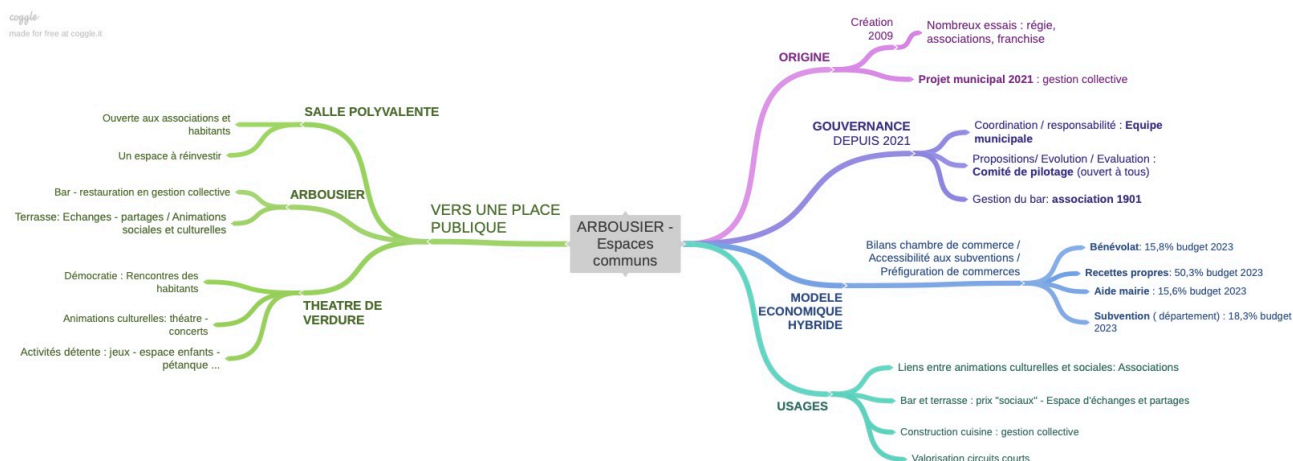 coggle
made for free at coggle.it
ARBOUSIER -
Espaces
communs
ORIGINE
Création
2009
Nombreux essais : régie,
associations, franchise
Projet municipal 2021 : gestion collective
GOUVERNANCE
DEPUIS 2021
Coordination / responsabilité : Equipe
municipale
Propositions/ Evolution / Evaluation :
Comité de pilotage (ouvert à tous)
Gestion du bar: association 1901
MODELE
ECONOMIQUE
HYBRIDE
Bilans chambre de commerce /
Accessibilité aux subventions /
Préfiguration de commerces
Bénévolat: 15,8% budget 2023
Recettes propres: 50,3% budget 2023
Aide mairie : 15,6% budget 2023
Subvention ( département) : 18,3% budget
2023
USAGES
Liens entre animations culturelles et sociales: Associations
Bar et terrasse : prix "sociaux" - Espace d'échanges et partages
Construction cuisine : gestion collective
Valorisation circuits courts
VERS UNE PLACE
PUBLIQUE
SALLE POLYVALENTE
Ouverte aux associations et
habitants
Un espace à réinvestir
ARBOUSIER
Bar - restauration en gestion collective
Terrasse: Echanges - partages / Animations
sociales et culturelles
THEATRE DE
VERDURE
Démocratie : Rencontres des
habitants
Animations culturelles: théatre -
concerts
Activités détente : jeux - espace enfants -
pétanque ...